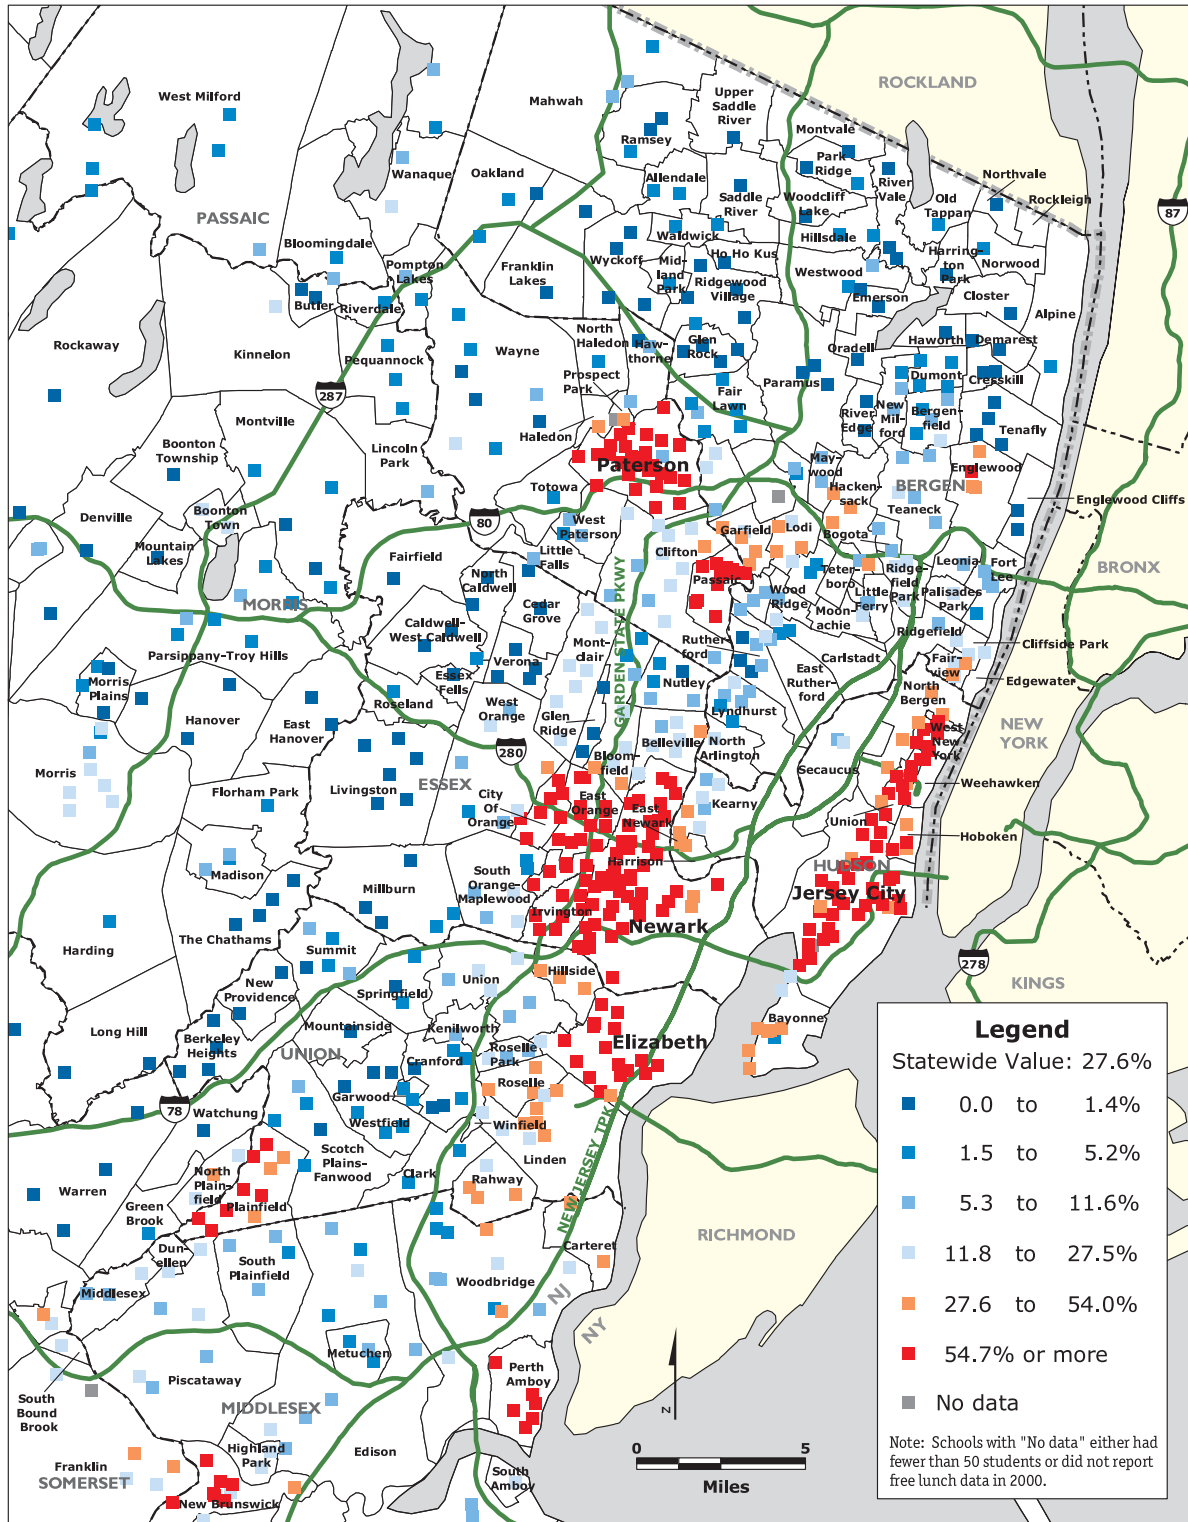 ROCKLAND
West Milford
Mahwah
Upper
Saddle
River
Montvale
Ramsey
Park
Ridge
Wanaque
Oakland
Allendale
River
Vale
Northvale
Saddle
River
Woodcliff
Lake
Old
Tappan
Rockleigh
87
PASSAIC
Bloomingdale
Waldwick
Hillsdale
Wyckoff
Mid-
land
Park
Ho Ho Kus
Harring-
ton
Park
Norwood
Pompton
Lakes
Franklin
Lakes
Ridgewood
Village
Westwood
Emerson
Closter
Butler
Riverdale
Alpine
Rockaway
Kinnelon
Pequannock
Wayne
North
Haledon
Haw-
thorne
Glen
Rock
Oradell
Haworth
Demarest
Prospect
Park
Fair
Lawn
Paramus
Dumont
Cresskill
287
Montville
Haledon
River
Edge
New
Mil-
ford
Bergen-
field
Tenafly
Boonton
Township
Lincoln
Park
Paterson
May-
wood
Englewood
BERGEN
Hacken-
sack
Englewood Cliffs
Totowa
Denville
Boonton
Town
80
West
Paterson
Teaneck
Garfield
Lodi
Bogota
Mountain
Lakes
Fairfield
Little
Falls
Clifton
Leonia
Fort
Lee
BRONX
North
Caldwell
Passaic
Teter-
boro
Ridge-
field
Park
MORRIS
Cedar
Grove
Wood
Ridge
Little
Ferry
Palisades
Park
Caldwell-
West Caldwell
GARDEN STATE PKWY
Moon-
achie
Ridgefield
Parsippany-Troy Hills
Mont-
clair
Ruther-
ford
Cliffside Park
Verona
Carlstadt
Fair-
view
Morris
Plains
Essex
Fells
Nutley
East
Ruther-
ford
Edgewater
Roseland
West
Orange
Lyndhurst
North
Bergen
Hanover
East
Hanover
Glen
Ridge
NEW
YORK
280
Belleville
North
Arlington
West
New
York
Bloom-
field
Secaucus
Morris
Florham Park
Livingston
ESSEX
Weehawken
City
Of
Orange
East
Orange
East
Newark
Kearny
Union
Hoboken
Harrison
HUDSON
Madison
Millburn
South
Orange-
Maplewood
Jersey City
Irvington
Newark
The Chathams
Harding
Summit
278
Hillside
KINGS
New
Providence
Springfield
Union
Bayonne
Long Hill
Berkeley
Heights
Mountainside
Kenilworth
Elizabeth
UNION
Roselle
Park
Cranford
78
Watchung
Garwood
Roselle
Westfield
Winfield
NEW JERSEY TPK
Scotch
Plains-
Fanwood
Linden
Warren
North
Plain-
field
Clark
Rahway
Green
Brook
Plainfield
RICHMOND
Dun-
ellen
South
Plainfield
Carteret
Middlesex
Woodbridge
NJ
NY
Metuchen
Perth
Amboy
Piscataway
South
Bound
Brook
MIDDLESEX
Edison
Highland
Park
Franklin
SOMERSET
South
Amboy
New Brunswick
z
0
5
Miles
Legend
Statewide Value: 27.6%
0.0 to 1.4%
1.5 to 5.2%
5.3 to 11.6%
11.8 to 27.5%
27.6 to 54.0%
54.7% or more
No data
Note: Schools with "No data" either had
fewer than 50 students or did not report
free lunch data in 2000.